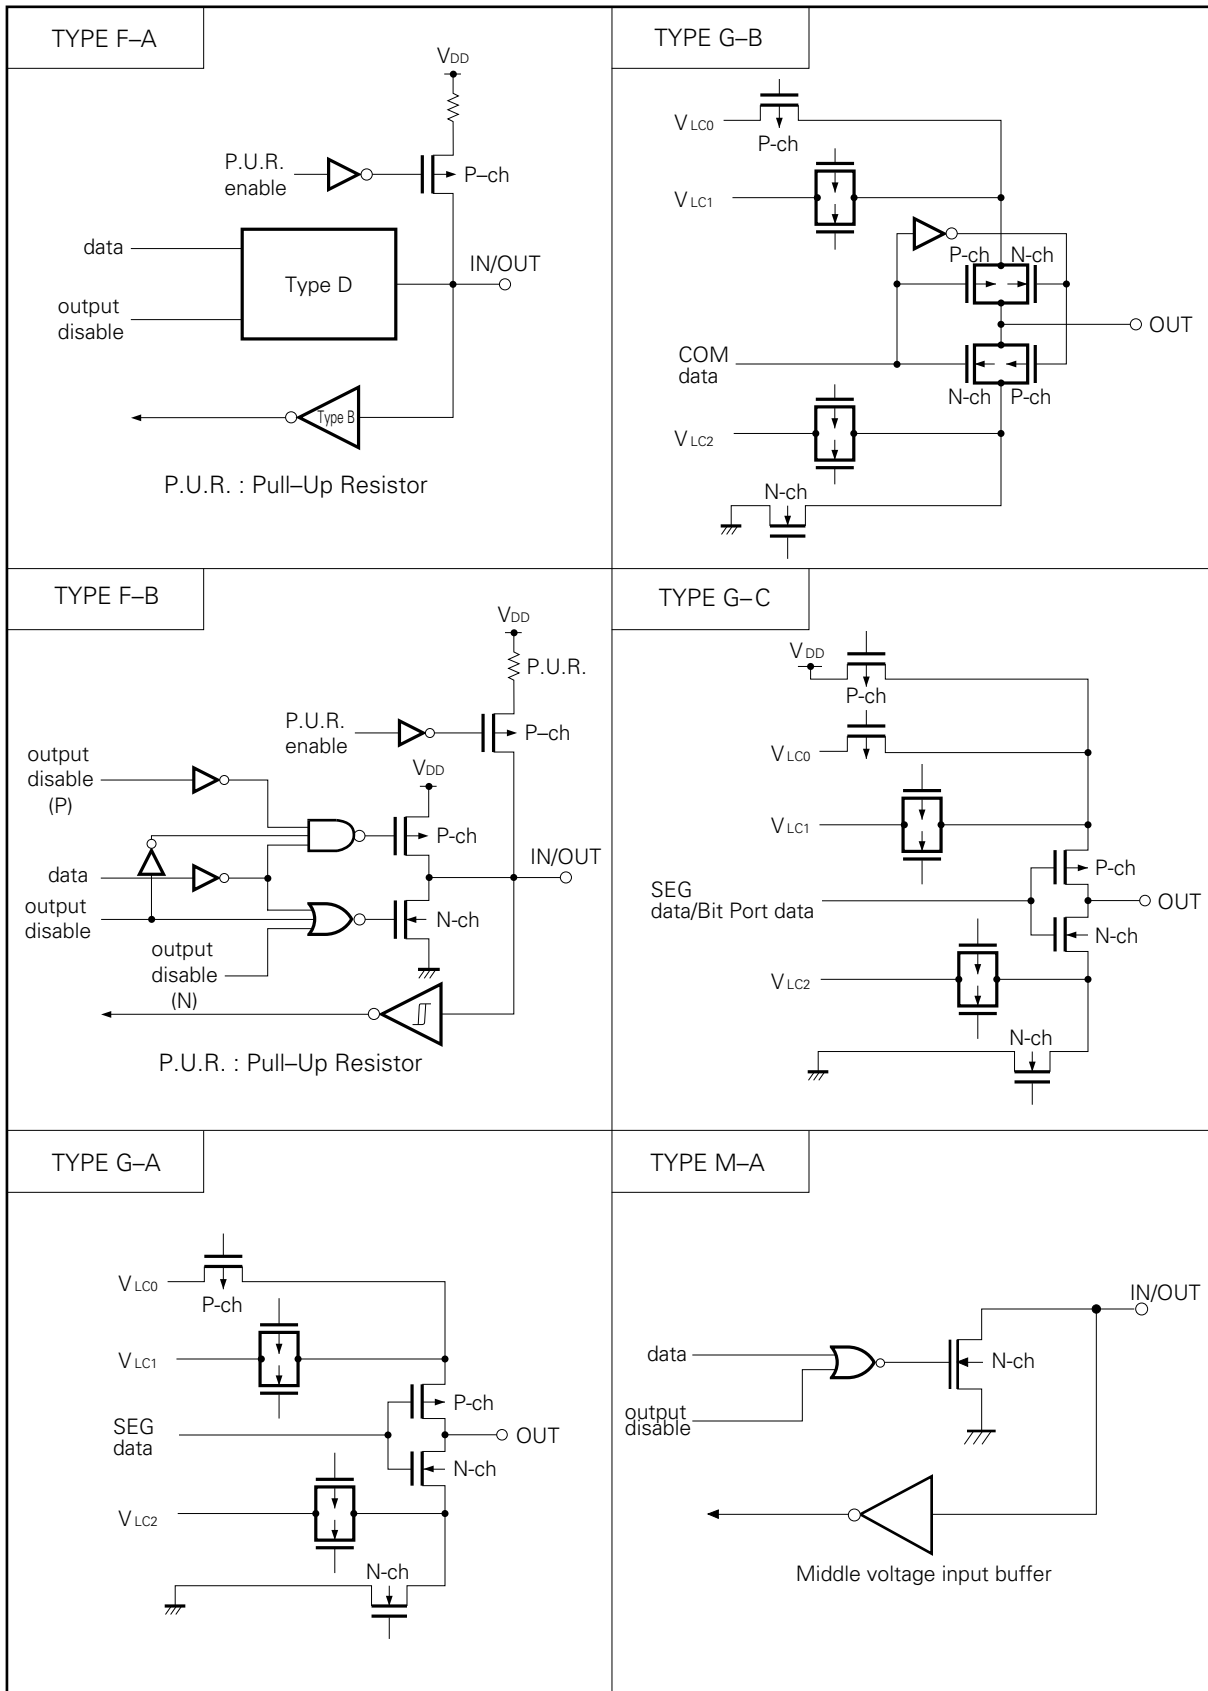 TYPE F–A
VDD
P.U.R.
enable
P–ch
data
Type D
IN/OUT
output
disable
Type B
P.U.R. : Pull–Up Resistor
TYPE G–B
VLC0
P-ch
VLC1
P-ch N-ch
OUT
COM
data
N-ch P-ch
VLC2
N-ch
TYPE F–B
VDD
P.U.R.
P.U.R.
enable
P–ch
output
disable
(P)
VDD
P-ch
IN/OUT
data
output
disable
N-ch
output
disable
(N)
P.U.R. : Pull–Up Resistor
TYPE G–C
VDD
P-ch
VLC0
VLC1
P-ch
SEG
data/Bit Port data
OUT
N-ch
VLC2
N-ch
TYPE G–A
VLC0
P-ch
VLC1
P-ch
SEG
data
OUT
N-ch
VLC2
N-ch
TYPE M–A
IN/OUT
data
N-ch
output
disable
Middle voltage input buffer